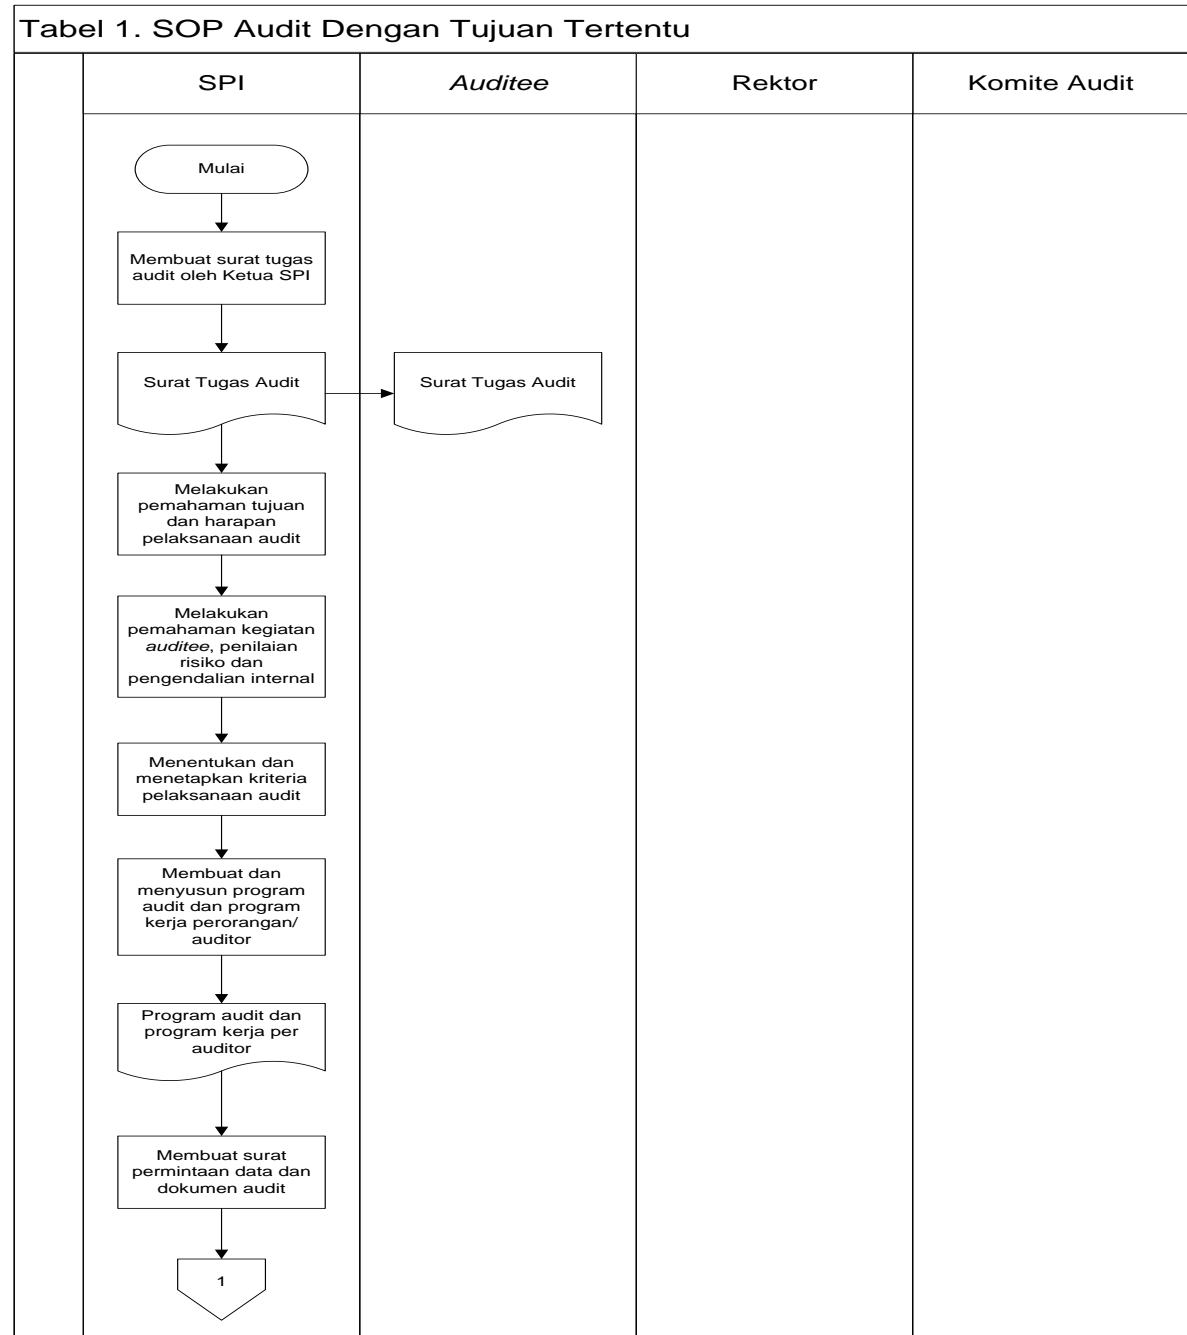 Tabel 1. SOP Audit Dengan Tujuan Tertentu
SPI
Auditee
Rektor
Komite Audit
Mulai
Membuat surat tugas
audit oleh Ketua SPI
Surat Tugas Audit
Surat Tugas Audit
Melakukan
pemahaman tujuan
dan harapan
pelaksanaan audit
Melakukan
pemahaman kegiatan
auditee, penilaian
risiko dan
pengendalian internal
Menentukan dan
menetapkan kriteria
pelaksanaan audit
Membuat dan
menyusun program
audit dan program
kerja perorangan/
auditor
Program audit dan
program kerja per
auditor
Membuat surat
permintaan data dan
dokumen audit
1